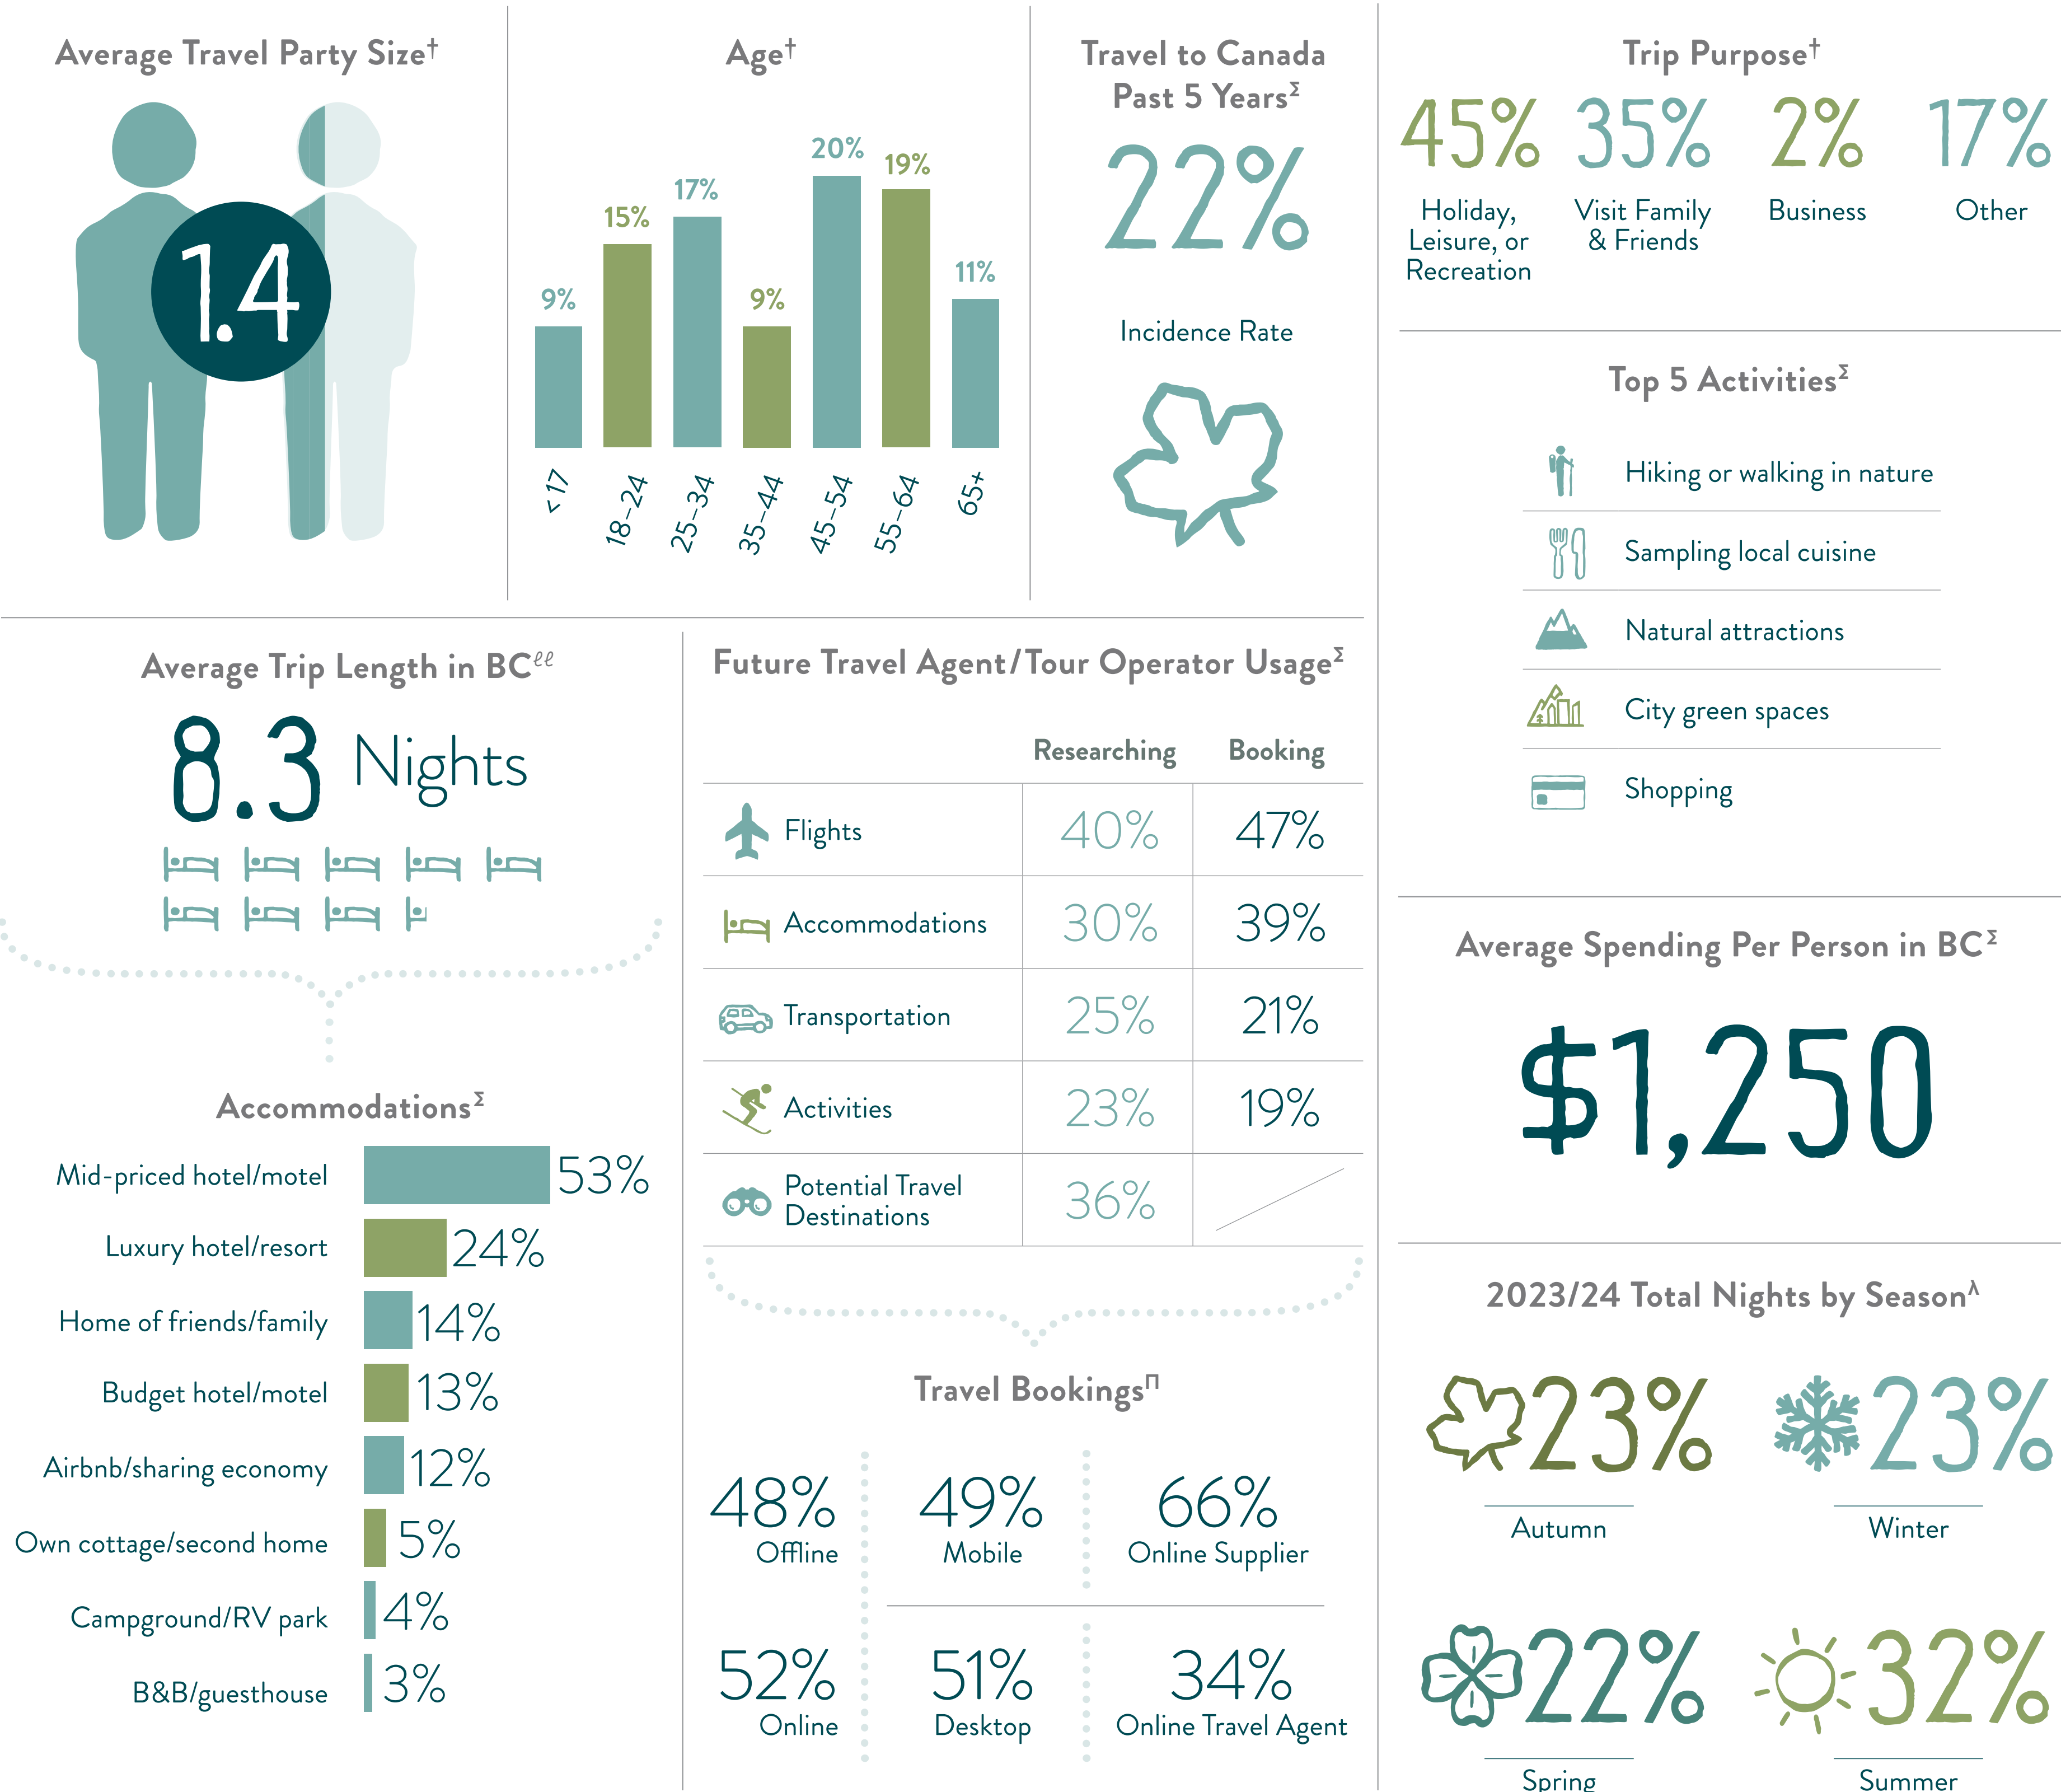 Average Travel Party Size†
1.4
Age†
9%
15%
17%
9%
20%
19%
11%
<17
18–24
25–34
35–44
45–54
55–64
65+
Travel to Canada
Past 5 Years Σ
22%
Incidence Rate
Trip Purpose†
45%
Holiday,
Leisure, or
Recreation
35%
Visit Family
& Friends
2%
Business
17%
Other
Top 5 Activities Σ
Hiking or walking in nature
Sampling local cuisine
Natural attractions
City green spaces
Shopping
Average Trip Length in BC ℓℓ
8.3 Nights
Accommodations Σ
Mid-priced hotel/motel 53%
Luxury hotel/resort 24%
Home of friends/family 14%
Budget hotel/motel 13%
Airbnb/sharing economy 12%
Own cottage/second home 5%
Campground/RV park 4%
B&B/guesthouse 3%
Future Travel Agent/Tour Operator Usage Σ
Researching Booking
Flights 40% 47%
Accommodations 30% 39%
Transportation 25% 21%
Activities 23% 19%
Potential Travel
Destinations 36%
Travel Bookings Π
48%
Offline
49%
Mobile
66%
Online Supplier
52%
Online
51%
Desktop
34%
Online Travel Agent
Average Spending Per Person in BC Σ
$1,250
2023/24 Total Nights by Season λ
23%
Autumn
23%
Winter
22%
Spring
32%
Summer